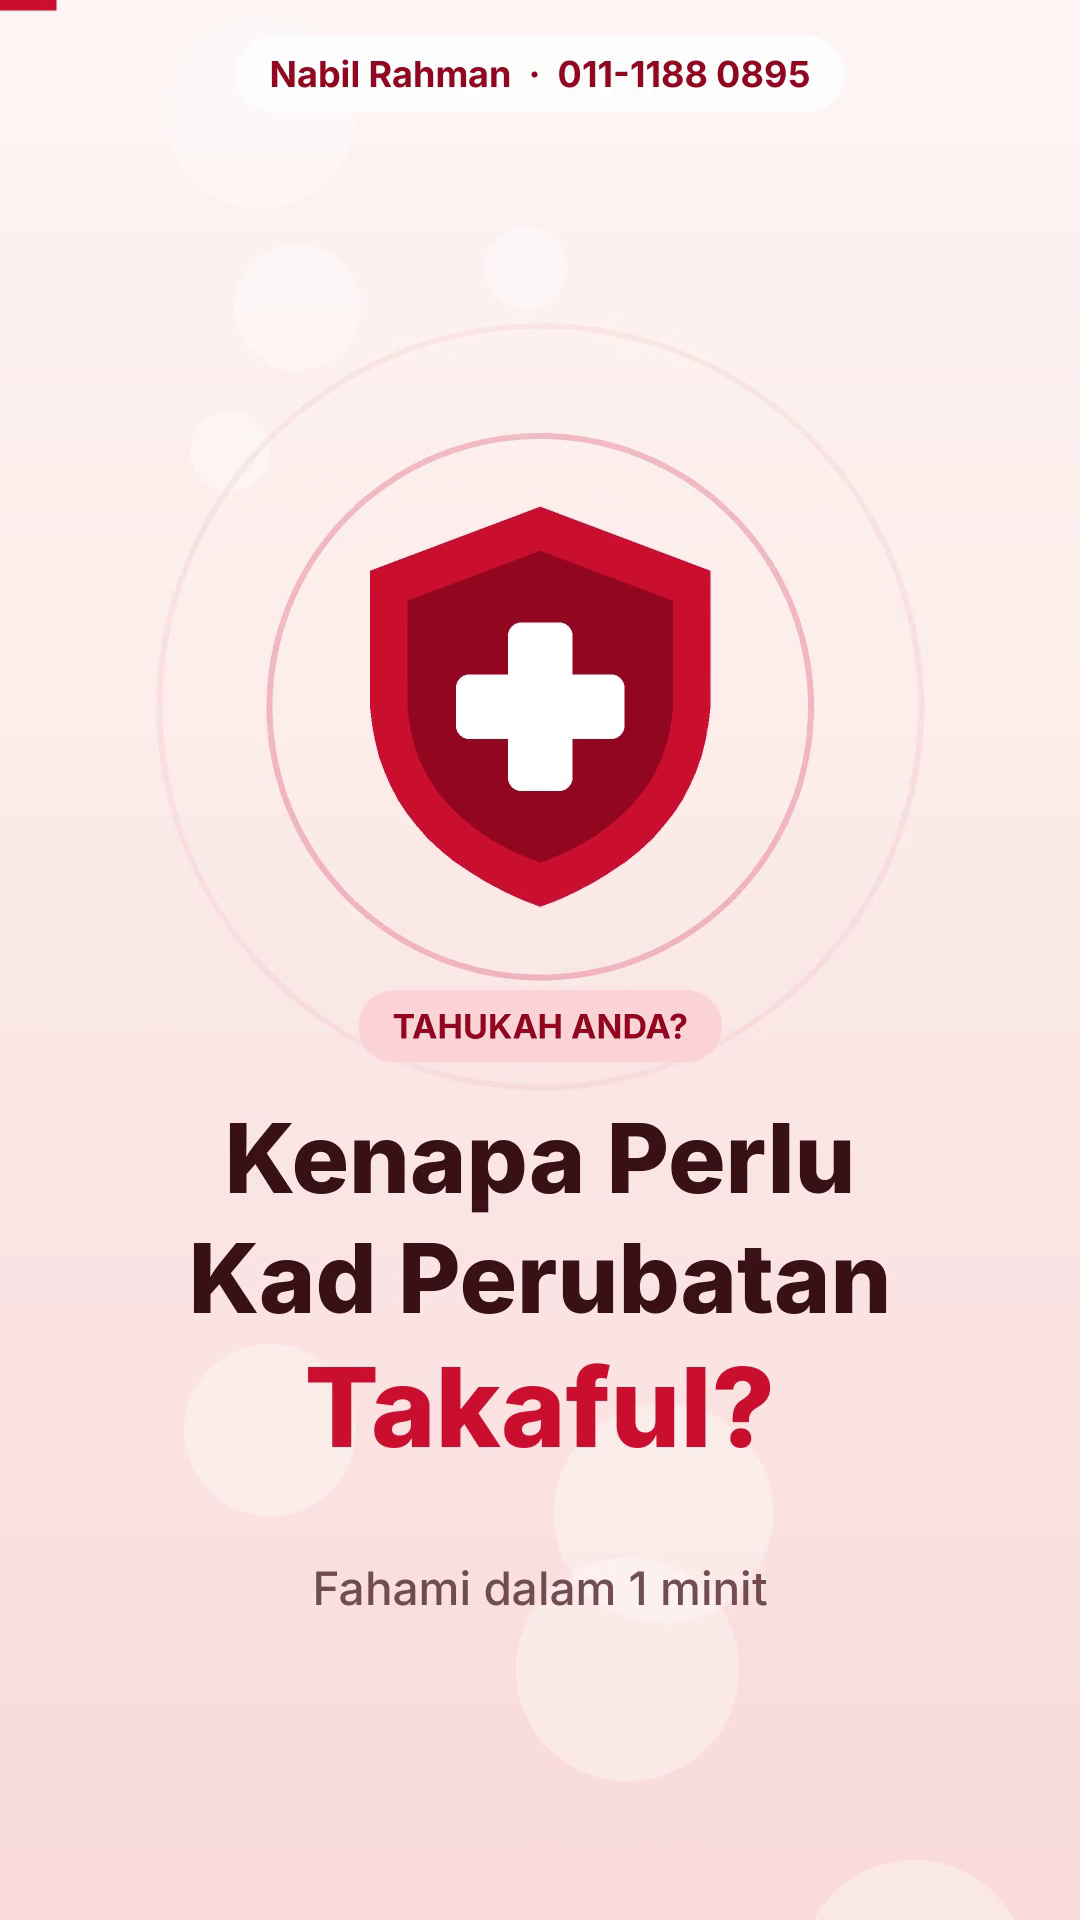 Nabil Rahman · 011-1188 0895
TAHUKAH ANDA?
Kenapa Perlu
Kad Perubatan
Takaful?
Fahami dalam 1 minit